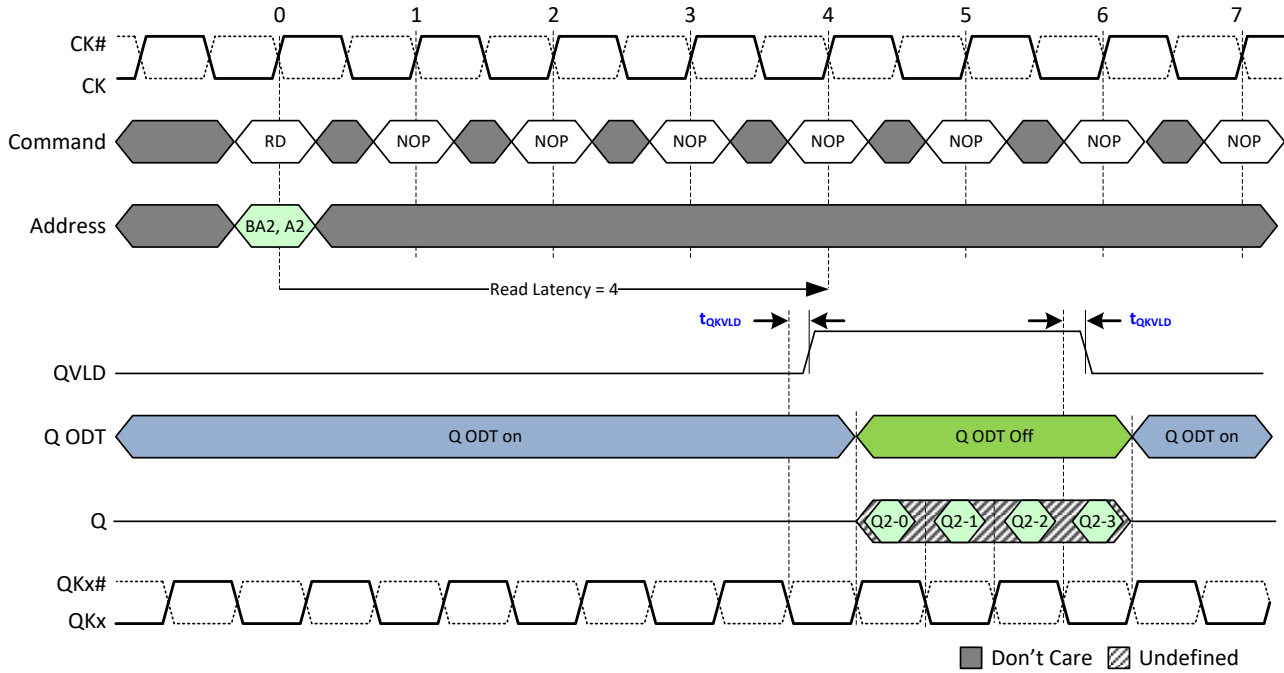 0 1 2 3 4 5 6 7
CK#
CK
Command RD NOP NOP NOP NOP NOP NOP NOP
Address BA2, A2
Read Latency = 4
tQKVLD tQKVLD
QVLD
Q ODT Q ODT on Q ODT Off Q ODT on
Q Q2-0 Q2-1 Q2-2 Q2-3
QKx#
QKx
Don't Care Undefined